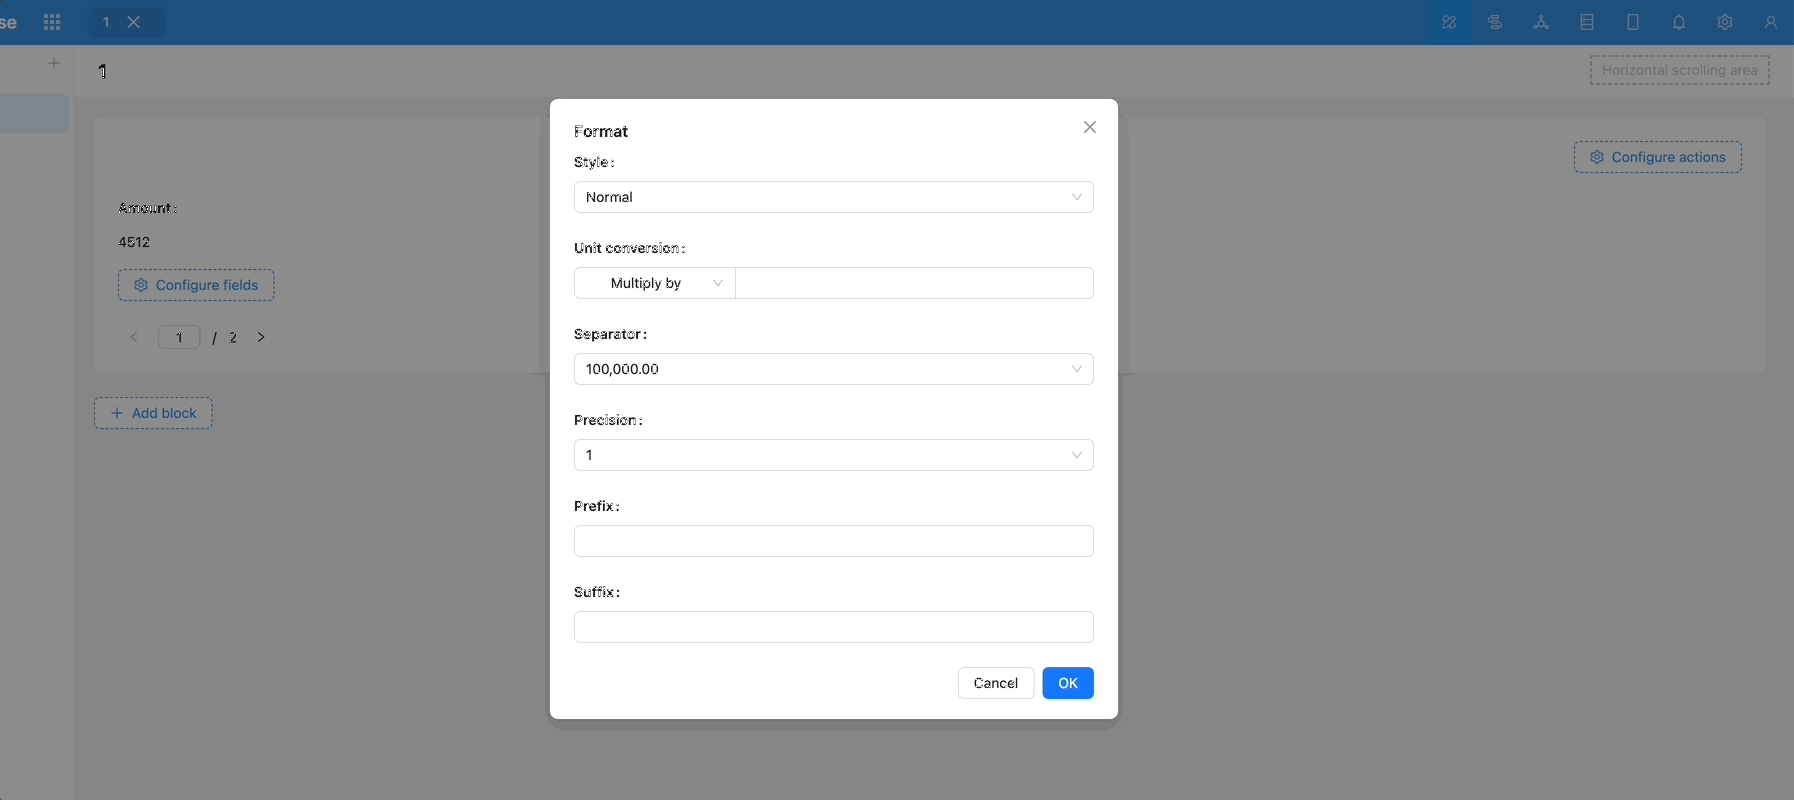 se
1
1
Horizontal scrolling area
Configure actions
Amount:
4512
Configure fields
1 / 2
Add block
Format
Style:
Normal
Unit conversion:
Multiply by
Separator:
100,000.00
Precision:
1
Prefix:
Suffix:
Cancel OK